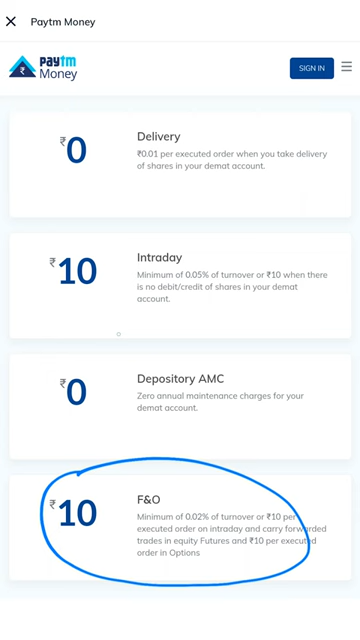 Paytm Money
paytm
Money
SIGN IN
₹0
Delivery
₹0.01 per executed order when you take delivery
of shares in your demat account.
₹10
Intraday
Minimum of 0.05% of turnover or ₹10 when there
is no debit/credit of shares in your demat
account.
₹0
Depository AMC
Zero annual maintenance charges for your
demat account.
₹10
F&O
Minimum of 0.02% of turnover or ₹10 per
executed order on intraday and carry forwarded
trades in equity Futures and ₹10 per executed
order in Options